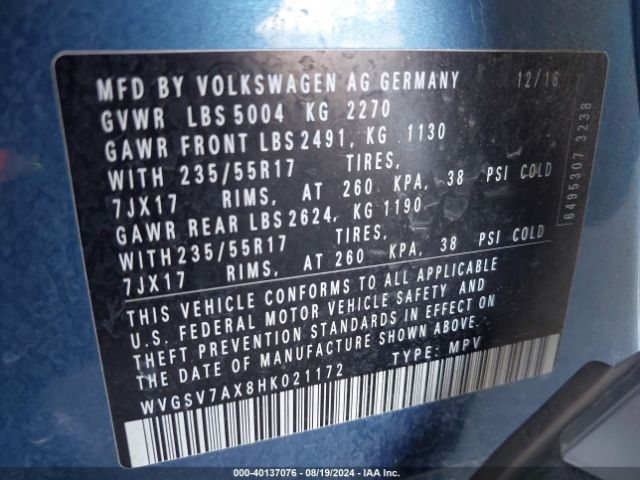 MFD BY VOLKSWAGEN AG GERMANY 12/16
GVWR LBS 5004 KG 2270
GAWR FRONT LBS 2491, KG 1130
WITH 235/55R17 TIRES,
7JX17 RIMS, AT 260 KPA, 38 PSI COLD
GAWR REAR LBS 2624, KG 1190
WITH 235/55R17 TIRES,
7JX17 RIMS, AT 260 KPA, 38 PSI COLD
THIS VEHICLE CONFORMS TO ALL APPLICABLE
U.S. FEDERAL MOTOR VEHICLE SAFETY AND
THEFT PREVENTION STANDARDS IN EFFECT ON
THE DATE OF MANUFACTURE SHOWN ABOVE.
WVGSV7AX8HK021172 TYPE: MPV
6495307 3238
000-40137076 - 08/19/2024 - IAA Inc.